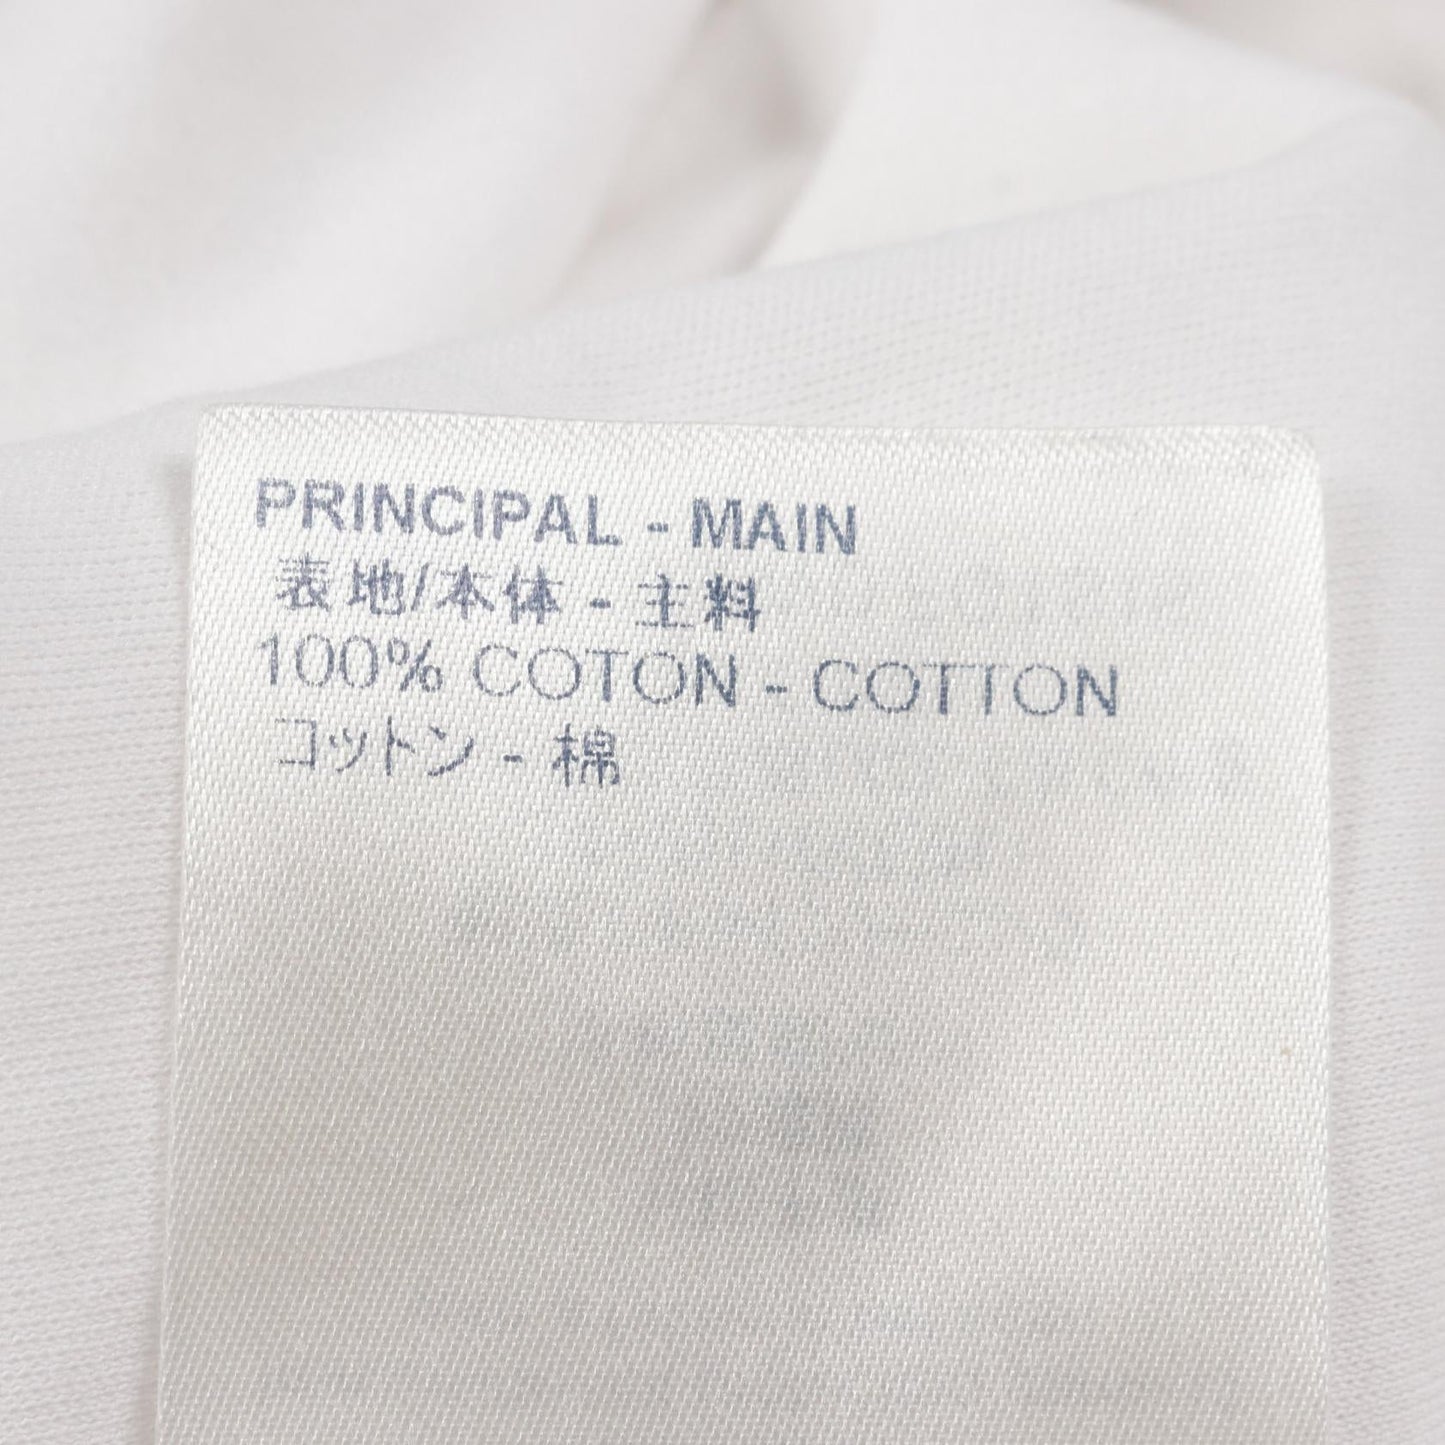 PRINCIPAL - MAIN
表地/本体 - 主料
100% COTON - COTTON
コットン - 棉